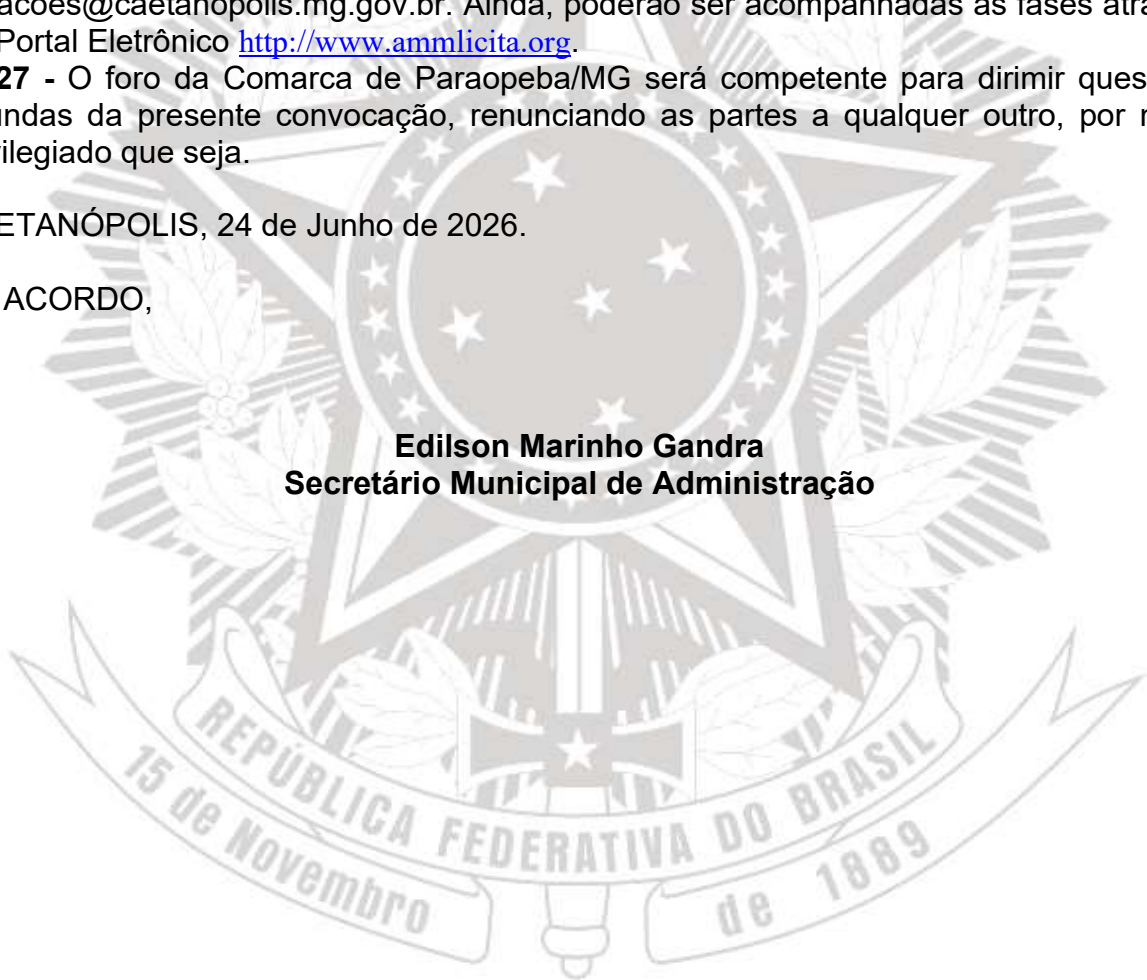 acoes@caetanopolis.mg.gov.br. Ainda, poderão ser acompanhadas as fases atra
Portal Eletrônico http://www.ammlicita.org.
27 - O foro da Comarca de Paraopeba/MG será competente para dirimir ques
undas da presente convocação, renunciando as partes a qualquer outro, por
ilegiado que seja.
ETANÓPOLIS, 24 de Junho de 2026.
ACORDO,
Edilson Marinho Gandra
Secretário Municipal de Administração
REPÚBLICA FEDERATIVA DO BRASIL
15 de Novembro de 1889